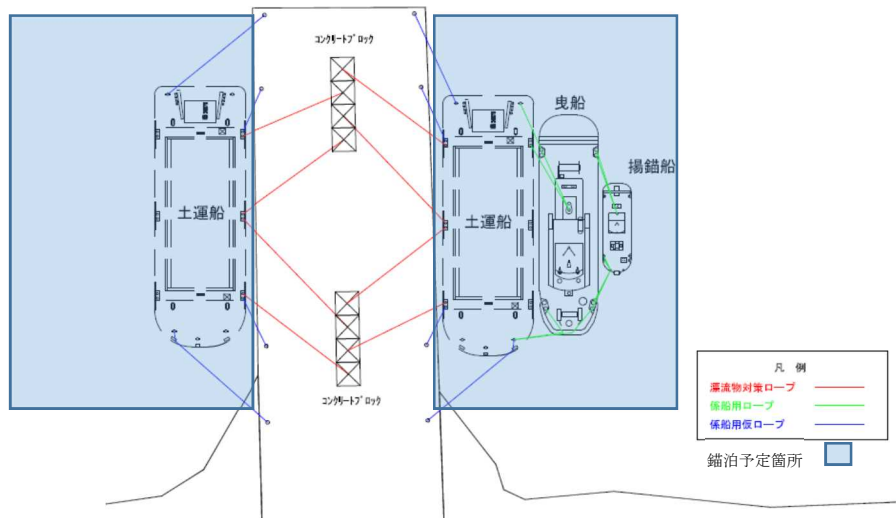 コンクリートブロック
曳船
揚錨船
土運船
土運船
コンクリートブロック
凡 例
漂流物対策ロープ
係船用ロープ
係船用仮ロープ
錨泊予定箇所